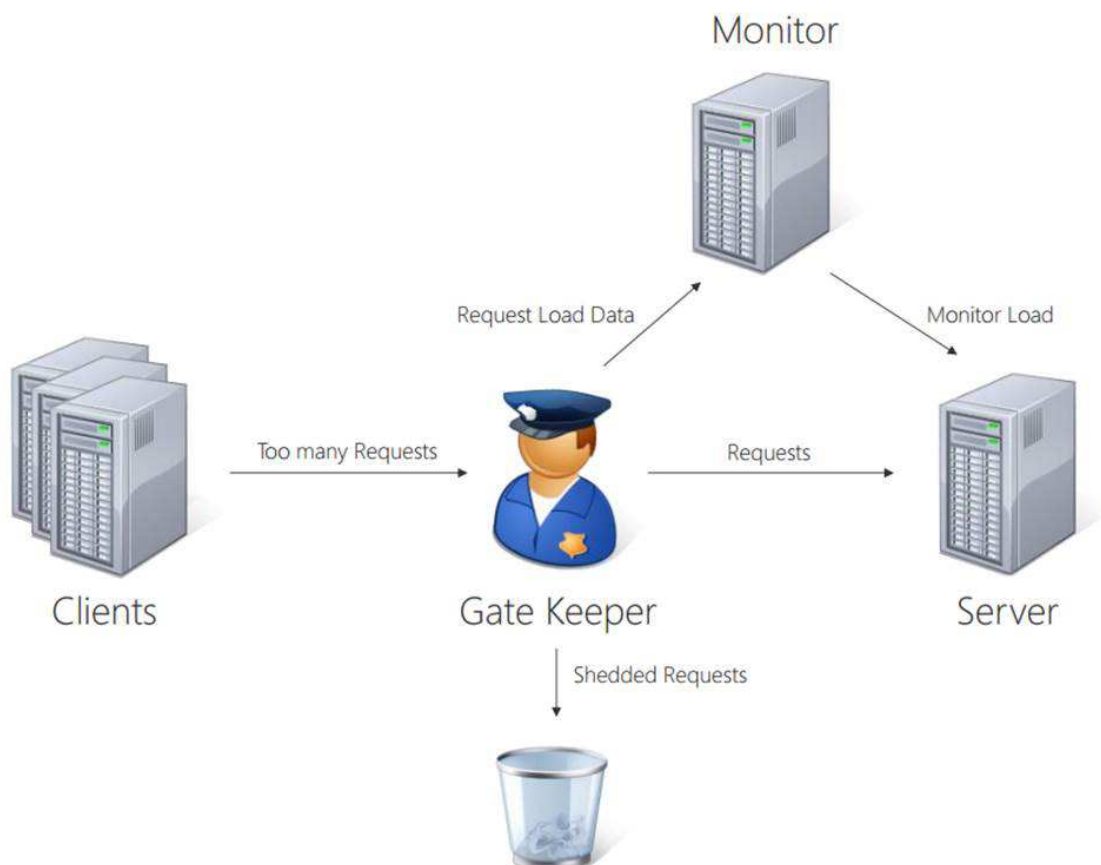 Monitor
Request Load Data
Monitor Load
Too many Requests
Requests
Clients
Gate Keeper
Server
Shedded Requests